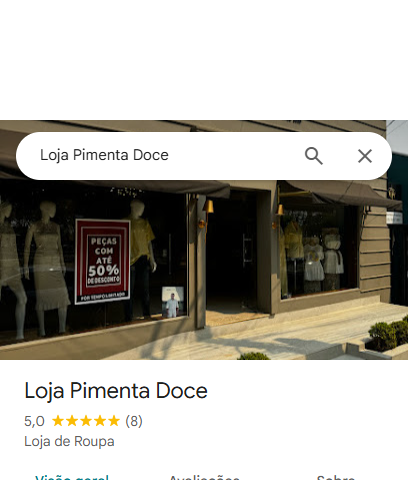 Loja Pimenta Doce
PEÇAS
COM
ATÉ
50%
DE DESCONTO
POR TEMPO LIMITADO
Loja Pimenta Doce
5,0 ★★★★★ (8)
Loja de Roupa
Visão geral Avaliações Sobre